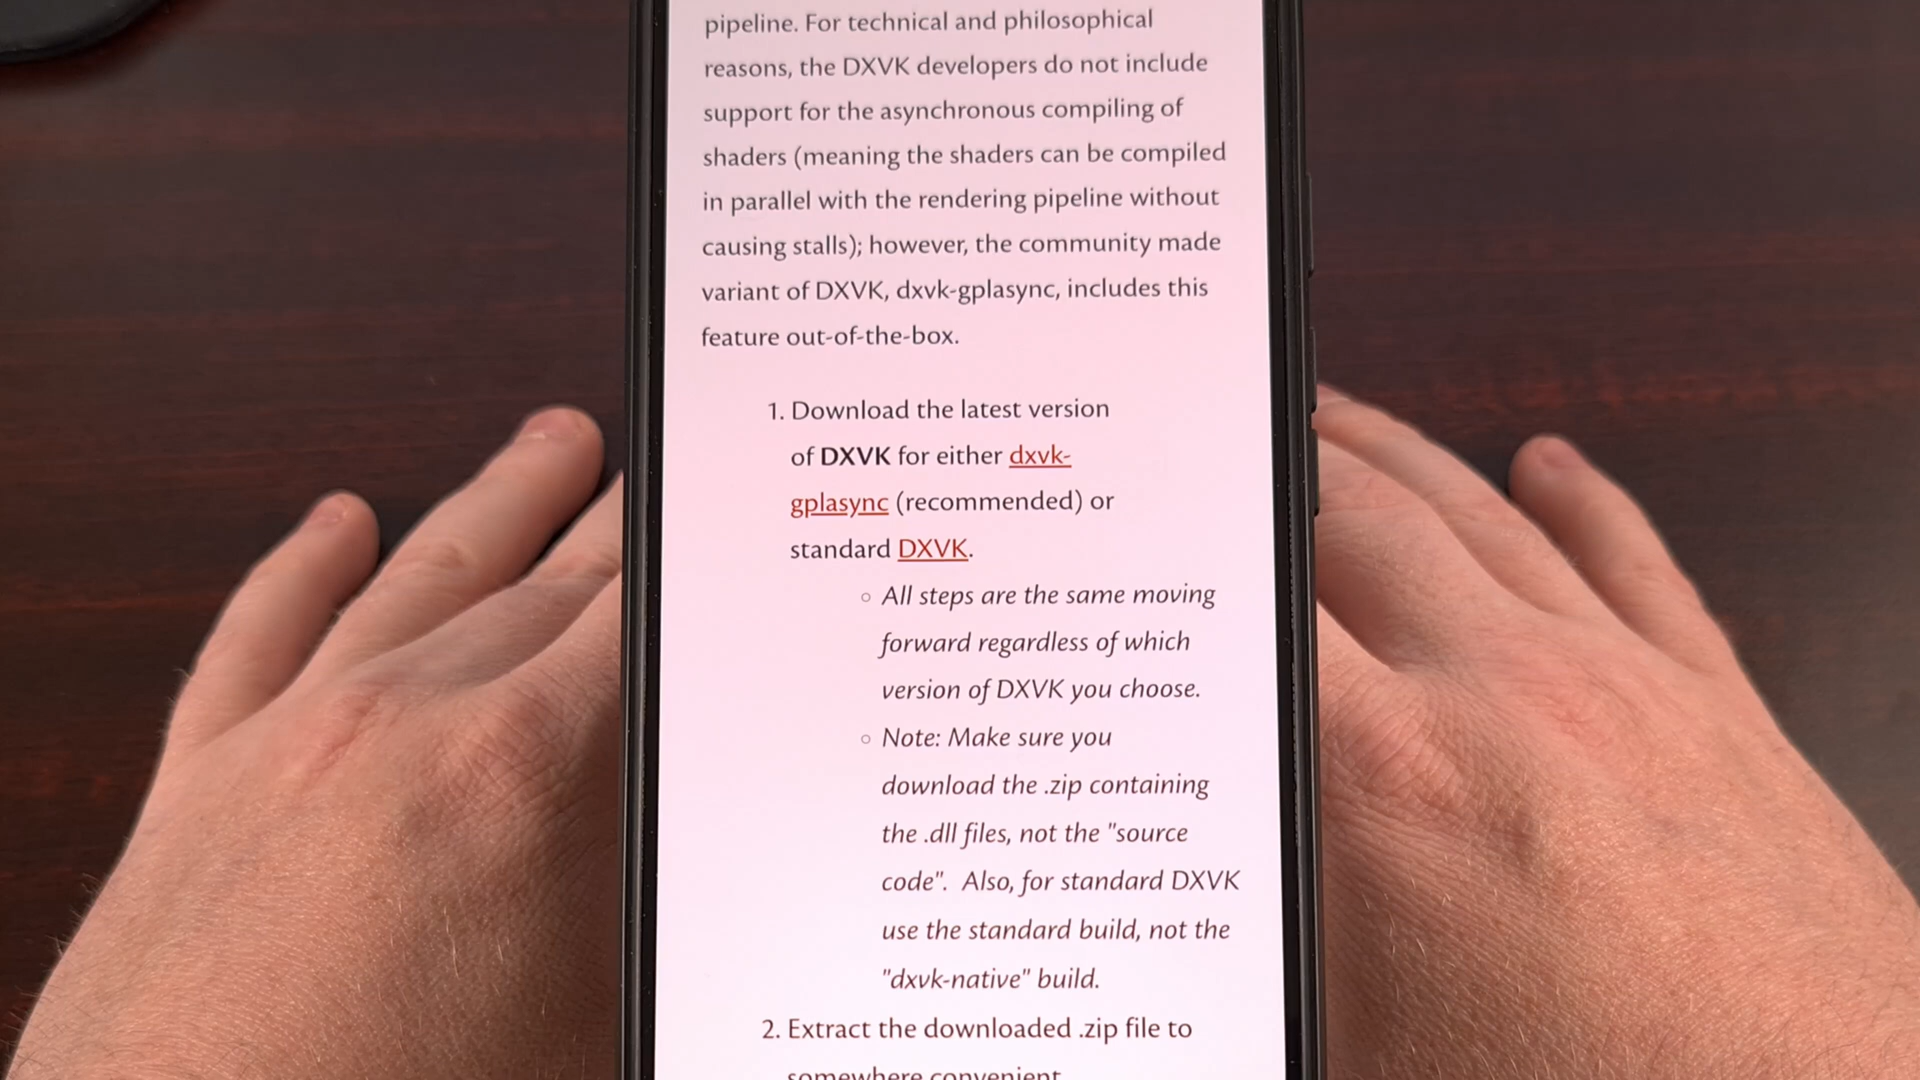 pipeline. For technical and philosophical
reasons, the DXVK developers do not include
support for the asynchronous compiling of
shaders (meaning the shaders can be compiled
in parallel with the rendering pipeline without
causing stalls); however, the community made
variant of DXVK, dxvk-gplasync, includes this
feature out-of-the-box.
1. Download the latest version
of DXVK for either dxvk-
gplasync (recommended) or
standard DXVK.
○ All steps are the same moving
forward regardless of which
version of DXVK you choose.
○ Note: Make sure you
download the .zip containing
the .dll files, not the "source
code".  Also, for standard DXVK
use the standard build, not the
"dxvk-native" build.
2. Extract the downloaded .zip file to
somewhere convenient